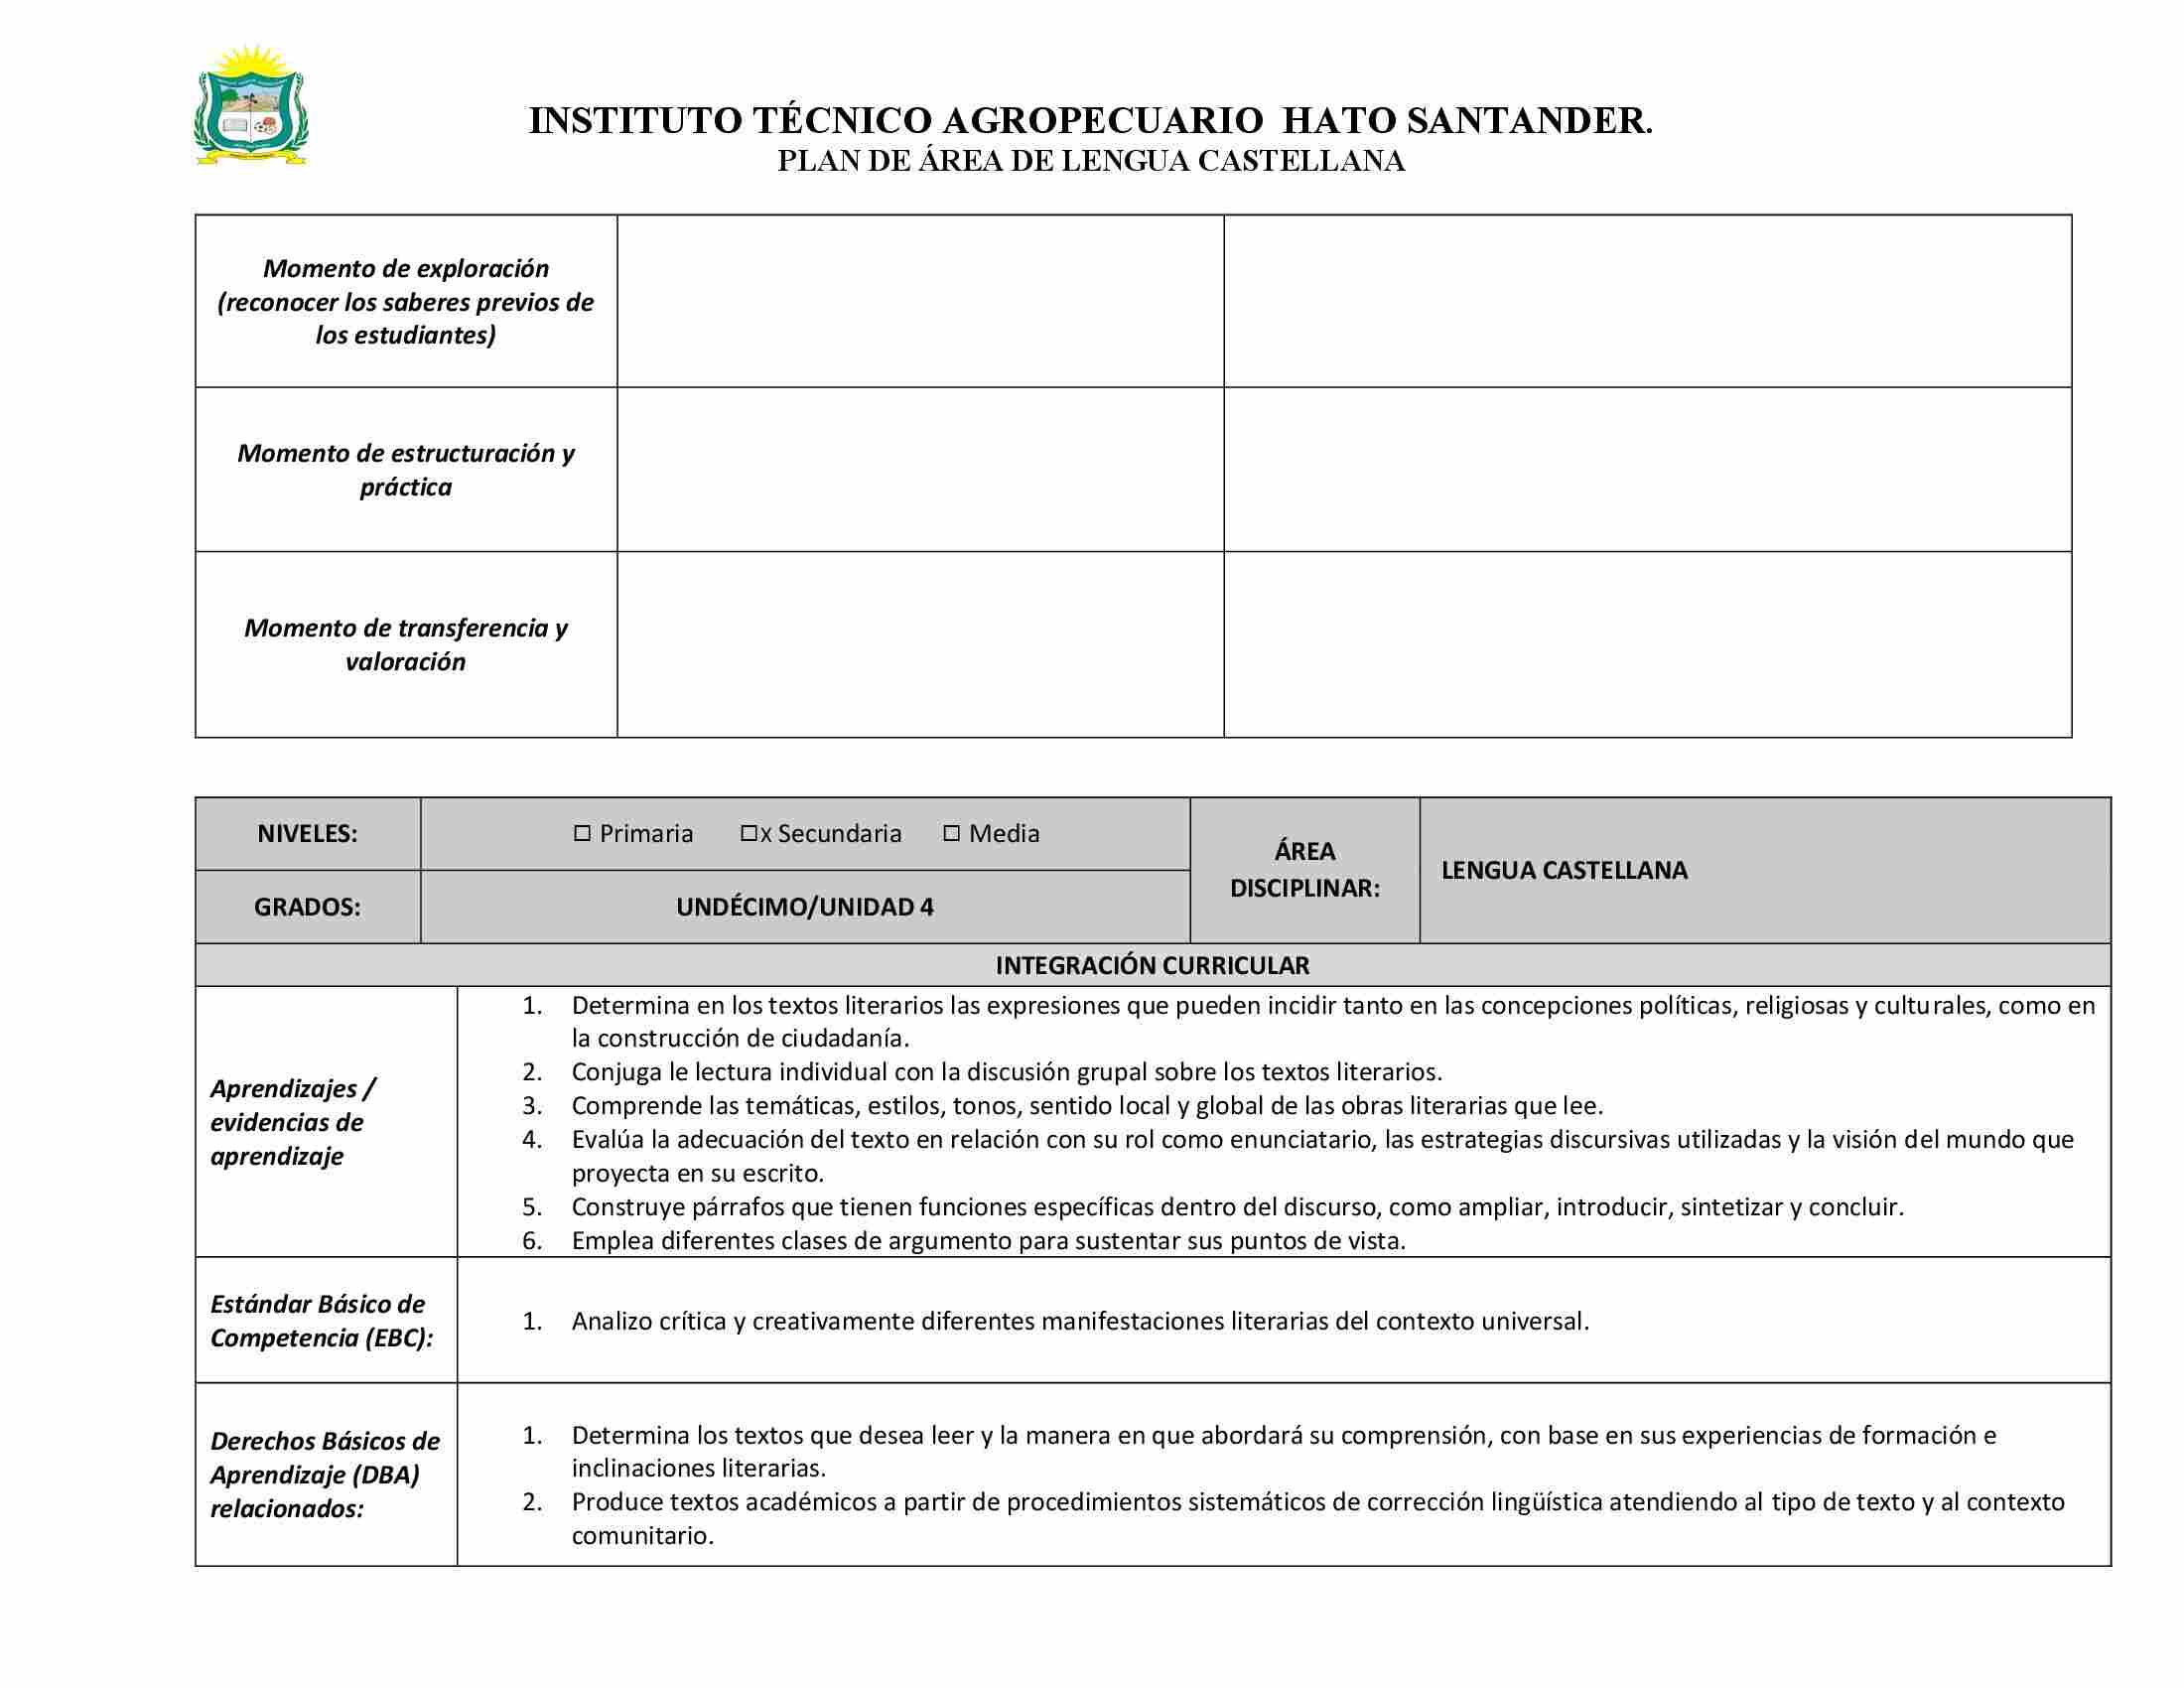 INSTITUTO TÉCNICO AGROPECUARIO HATO SANTANDER.
PLAN DE ÁREA DE LENGUA CASTELLANA
Momento de exploración
(reconocer los saberes previos de
los estudiantes)
Momento de estructuración y
práctica
Momento de transferencia y
valoración
NIVELES:
□ Primaria □x Secundaria □ Media
ÁREA
DISCIPLINAR:
LENGUA CASTELLANA
GRADOS:
UNDÉCIMO/UNIDAD 4
INTEGRACIÓN CURRICULAR
Aprendizajes /
evidencias de
aprendizaje
1. Determina en los textos literarios las expresiones que pueden incidir tanto en las concepciones políticas, religiosas y culturales, como en
la construcción de ciudadanía.
2. Conjuga le lectura individual con la discusión grupal sobre los textos literarios.
3. Comprende las temáticas, estilos, tonos, sentido local y global de las obras literarias que lee.
4. Evalúa la adecuación del texto en relación con su rol como enunciatario, las estrategias discursivas utilizadas y la visión del mundo que
proyecta en su escrito.
5. Construye párrafos que tienen funciones específicas dentro del discurso, como ampliar, introducir, sintetizar y concluir.
6. Emplea diferentes clases de argumento para sustentar sus puntos de vista.
Estándar Básico de
Competencia (EBC):
1. Analizo crítica y creativamente diferentes manifestaciones literarias del contexto universal.
Derechos Básicos de
Aprendizaje (DBA)
relacionados:
1. Determina los textos que desea leer y la manera en que abordará su comprensión, con base en sus experiencias de formación e
inclinaciones literarias.
2. Produce textos académicos a partir de procedimientos sistemáticos de corrección lingüística atendiendo al tipo de texto y al contexto
comunitario.